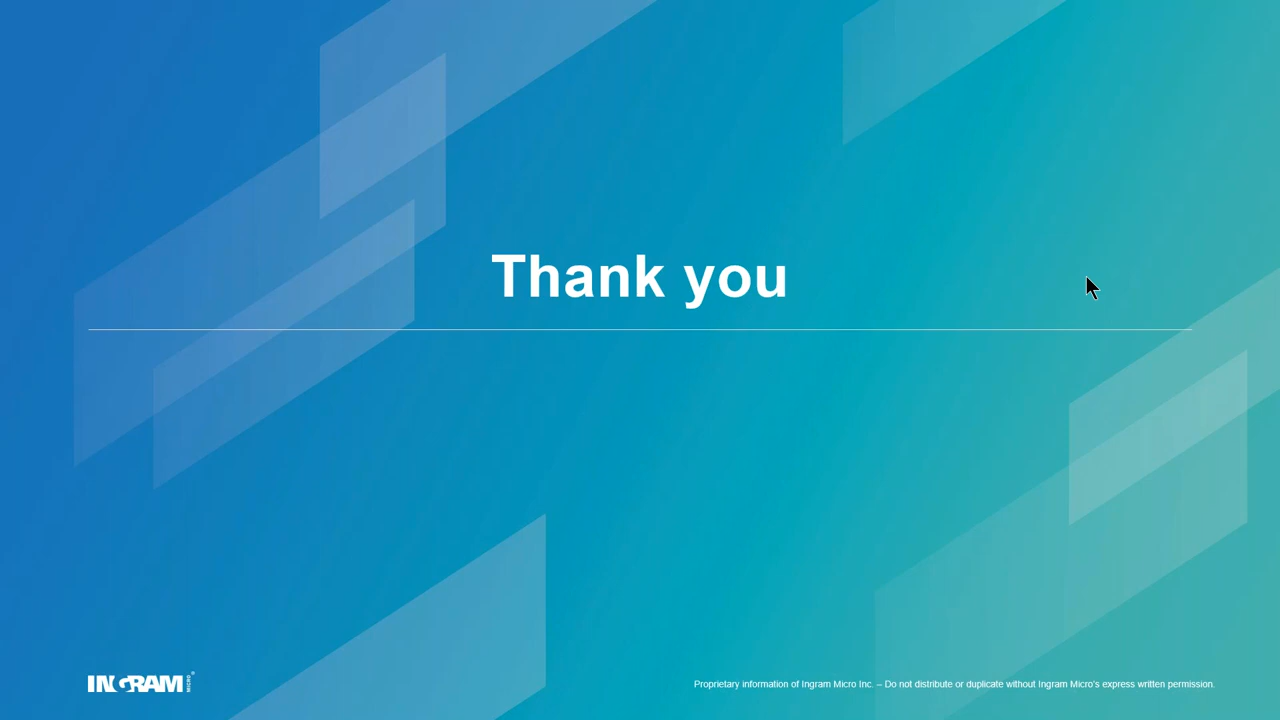 Thank you
INGRAM MICRO®
Proprietary information of Ingram Micro Inc. – Do not distribute or duplicate without Ingram Micro's express written permission.